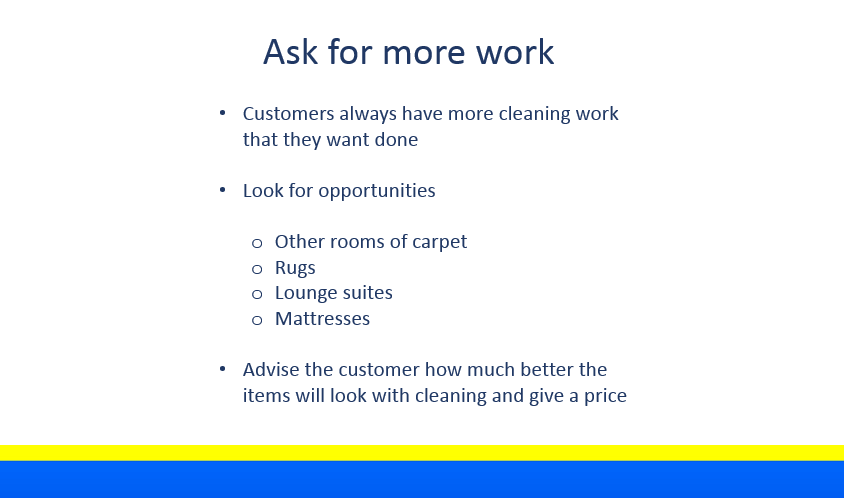 Ask for more work
• Customers always have more cleaning work
that they want done
• Look for opportunities
o Other rooms of carpet
o Rugs
o Lounge suites
o Mattresses
• Advise the customer how much better the
items will look with cleaning and give a price